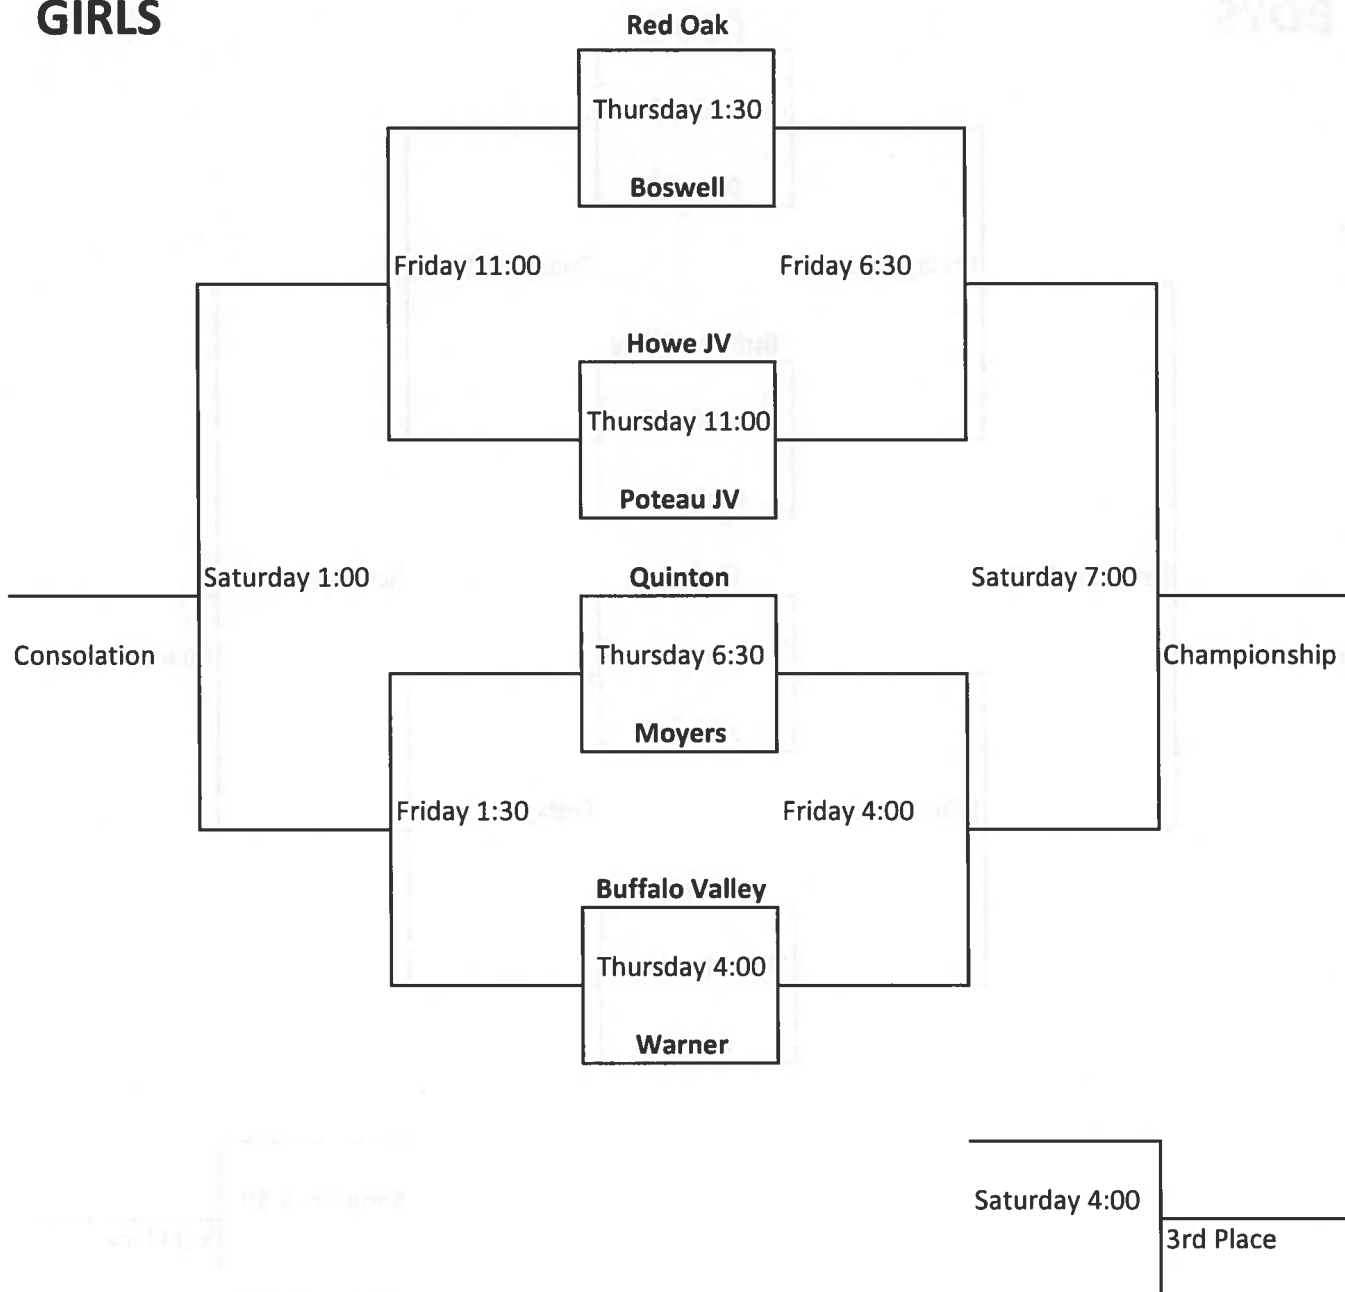 GIRLS
Red Oak
Thursday 1:30
Boswell
Friday 11:00
Friday 6:30
Howe JV
Thursday 11:00
Poteau JV
Saturday 1:00
Quinton
Saturday 7:00
Consolation
Thursday 6:30
Championship
Moyers
Friday 1:30
Friday 4:00
Buffalo Valley
Thursday 4:00
Warner
Saturday 4:00
3rd Place